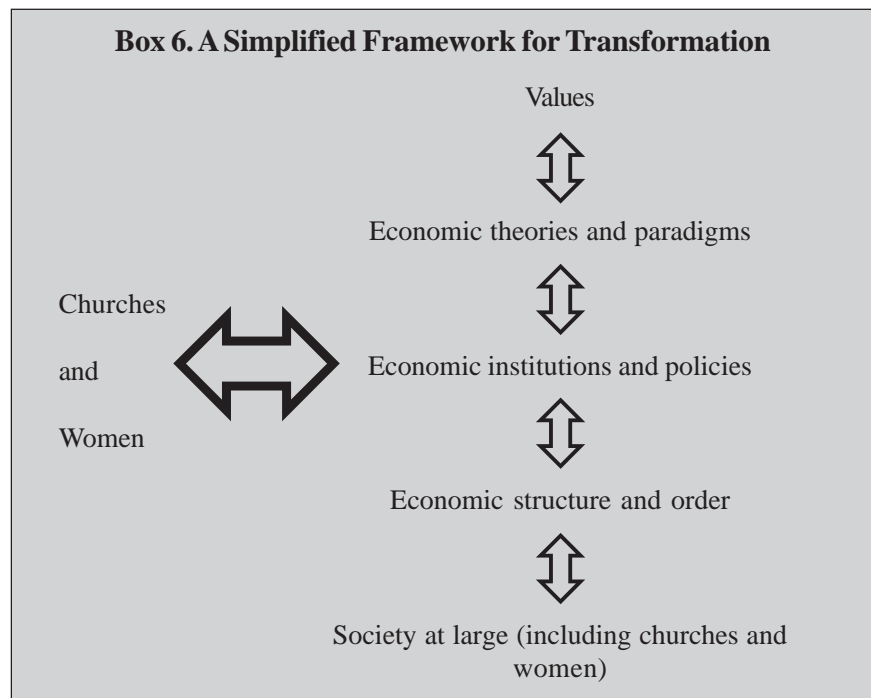 Box 6. A Simplified Framework for Transformation
Values
Economic theories and paradigms
Churches
and
Women
Economic institutions and policies
Economic structure and order
Society at large (including churches and
women)